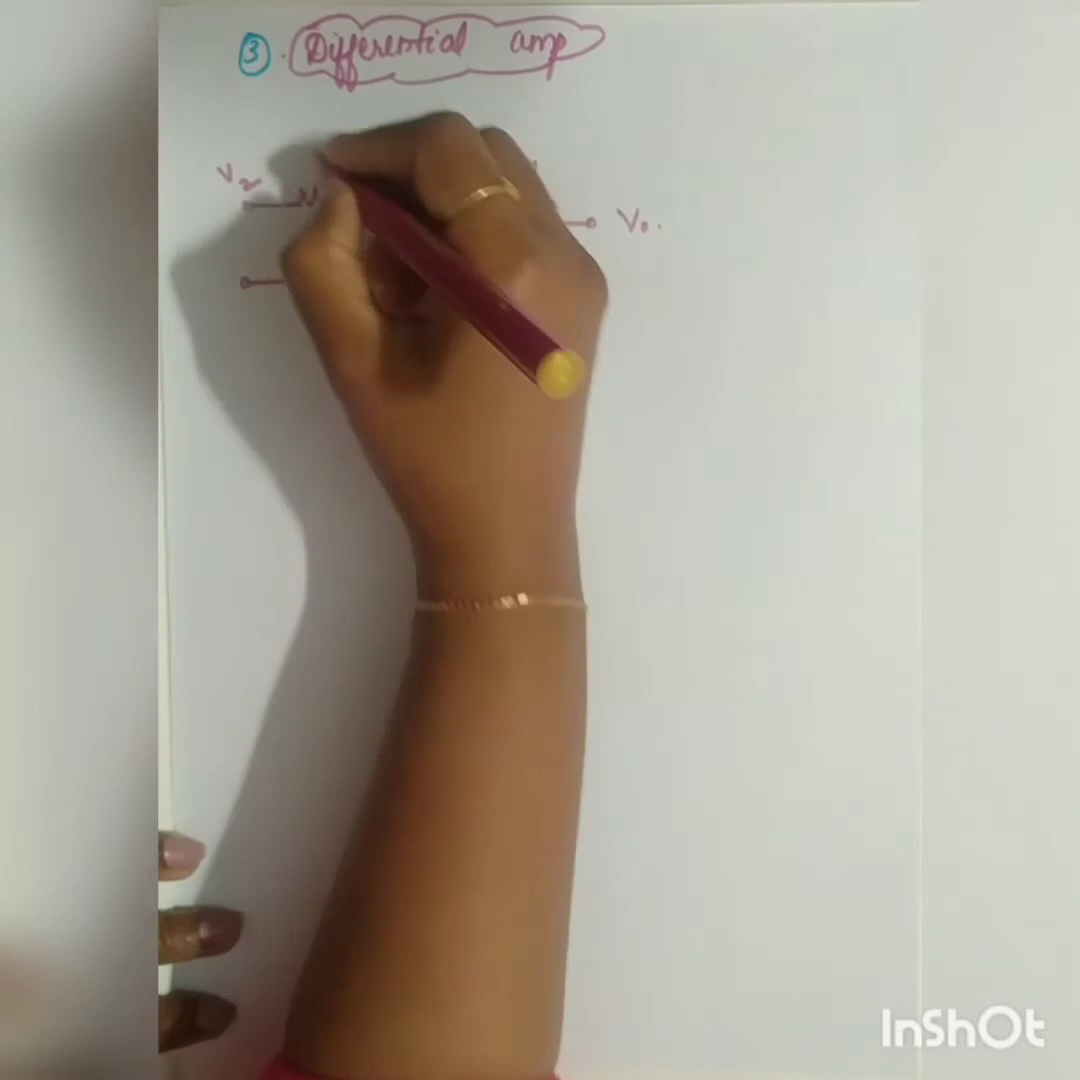 ③ Differential amp
V₂
V₀.
InShOt